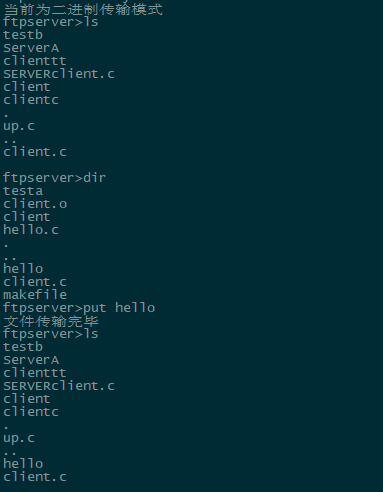 当前为二进制传输模式
ftpserver>ls
testb
ServerA
clienttt
SERVERclient.c
client
clientc
.
up.c
..
client.c
ftpserver>dir
testa
client.o
client
hello.c
.
..
hello
client.c
makefile
ftpserver>put hello
文件传输完毕
ftpserver>ls
testb
ServerA
clienttt
SERVERclient.c
client
clientc
.
up.c
..
hello
client.c